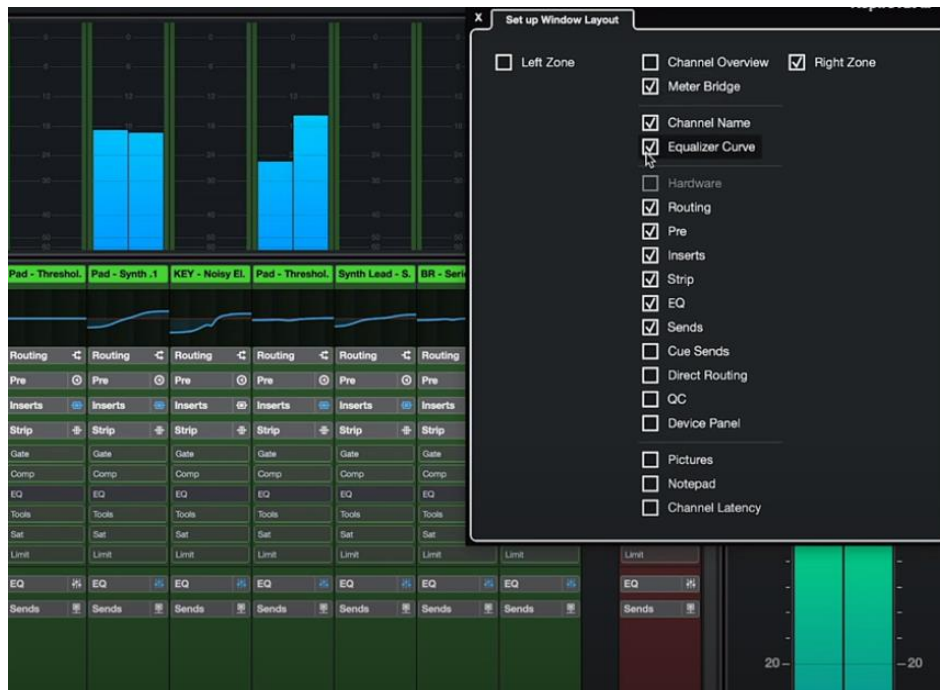 X Set up Window Layout
Left Zone
Channel Overview
Right Zone
Meter Bridge
Channel Name
Equalizer Curve
Hardware
Routing
Pre
Inserts
Strip
EQ
Sends
Cue Sends
Direct Routing
QC
Device Panel
Pictures
Notepad
Channel Latency
Pad - Threshol. Pad - Synth .1 KEY - Noisy El. Pad - Threshol. Synth Lead - S. BR - Seri
Routing Routing Routing Routing Routing Routing
Pre Pre Pre Pre Pre Pre
Inserts Inserts Inserts Inserts Inserts Inserts
Strip Strip Strip Strip Strip Strip
Gate Gate Gate Gate Gate Gate
Comp Comp Comp Comp Comp Comp
EQ EQ EQ EQ EQ EQ
Tools Tools Tools Tools Tools Tools
Sat Sat Sat Sat Sat Sat
Limit Limit Limit Limit Limit Limit Limit Limit
EQ EQ EQ EQ EQ EQ EQ EQ
Sends Sends Sends Sends Sends Sends Sends Sends
20 20